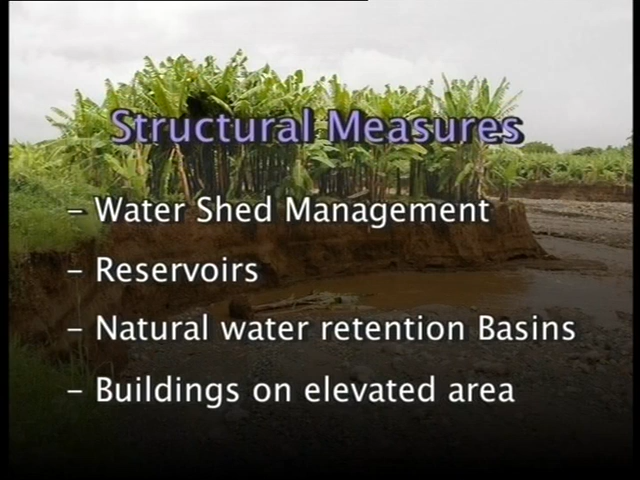 Structural Measures
– Water Shed Management
– Reservoirs
– Natural water retention Basins
– Buildings on elevated area